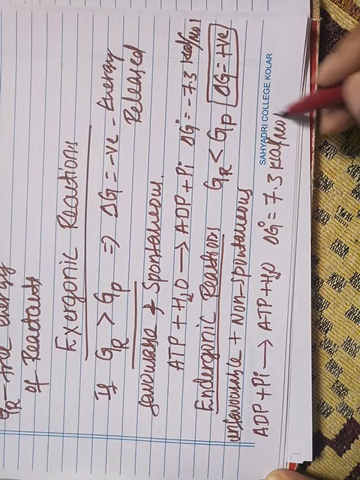 GR - free energy
of Reactants
Exergonic Reactions
If GR > Gp ⇒ ΔG = -ve - Energy Released
favourable & Spontaneous.
ATP + H2O → ADP + Pi ΔG° = -7.3 kcal/mol
Endergonic Reactions GR < Gp ΔG = +ve
unfavourable + Non-spontaneous
ADP + Pi → ATP + H2O ΔG° = 7.3 kcal/mol
SAHYADRI COLLEGE KOLAR